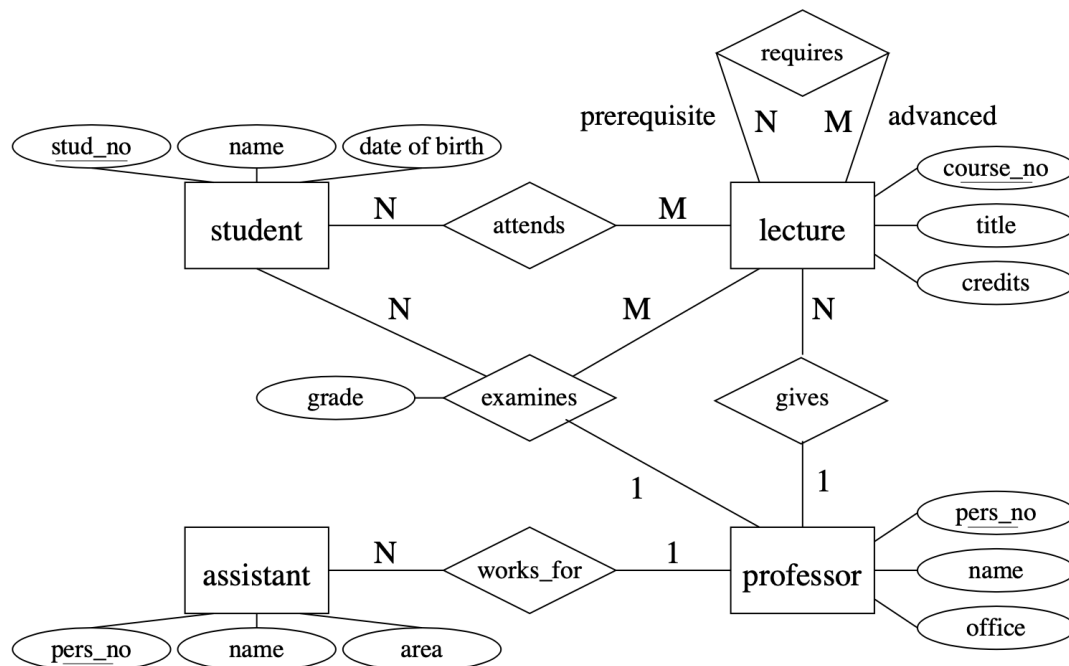 requires
prerequisite
N
M
advanced
stud_no
name
date of birth
course_no
student
N
attends
M
lecture
title
credits
N
M
N
grade
examines
gives
1
1
pers_no
assistant
N
works_for
1
professor
name
office
pers_no
name
area